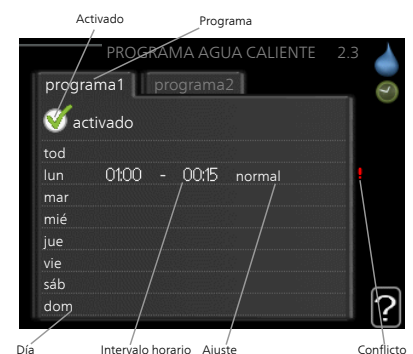 Activado
Programa
PROGRAMA AGUA CALIENTE 2.3
programa1 programa2
activado
tod
lun 01:00 - 00:15 normal !
mar
mié
jue
vie
sáb
dom
?
Día
Intervalo horario
Ajuste
Conflicto